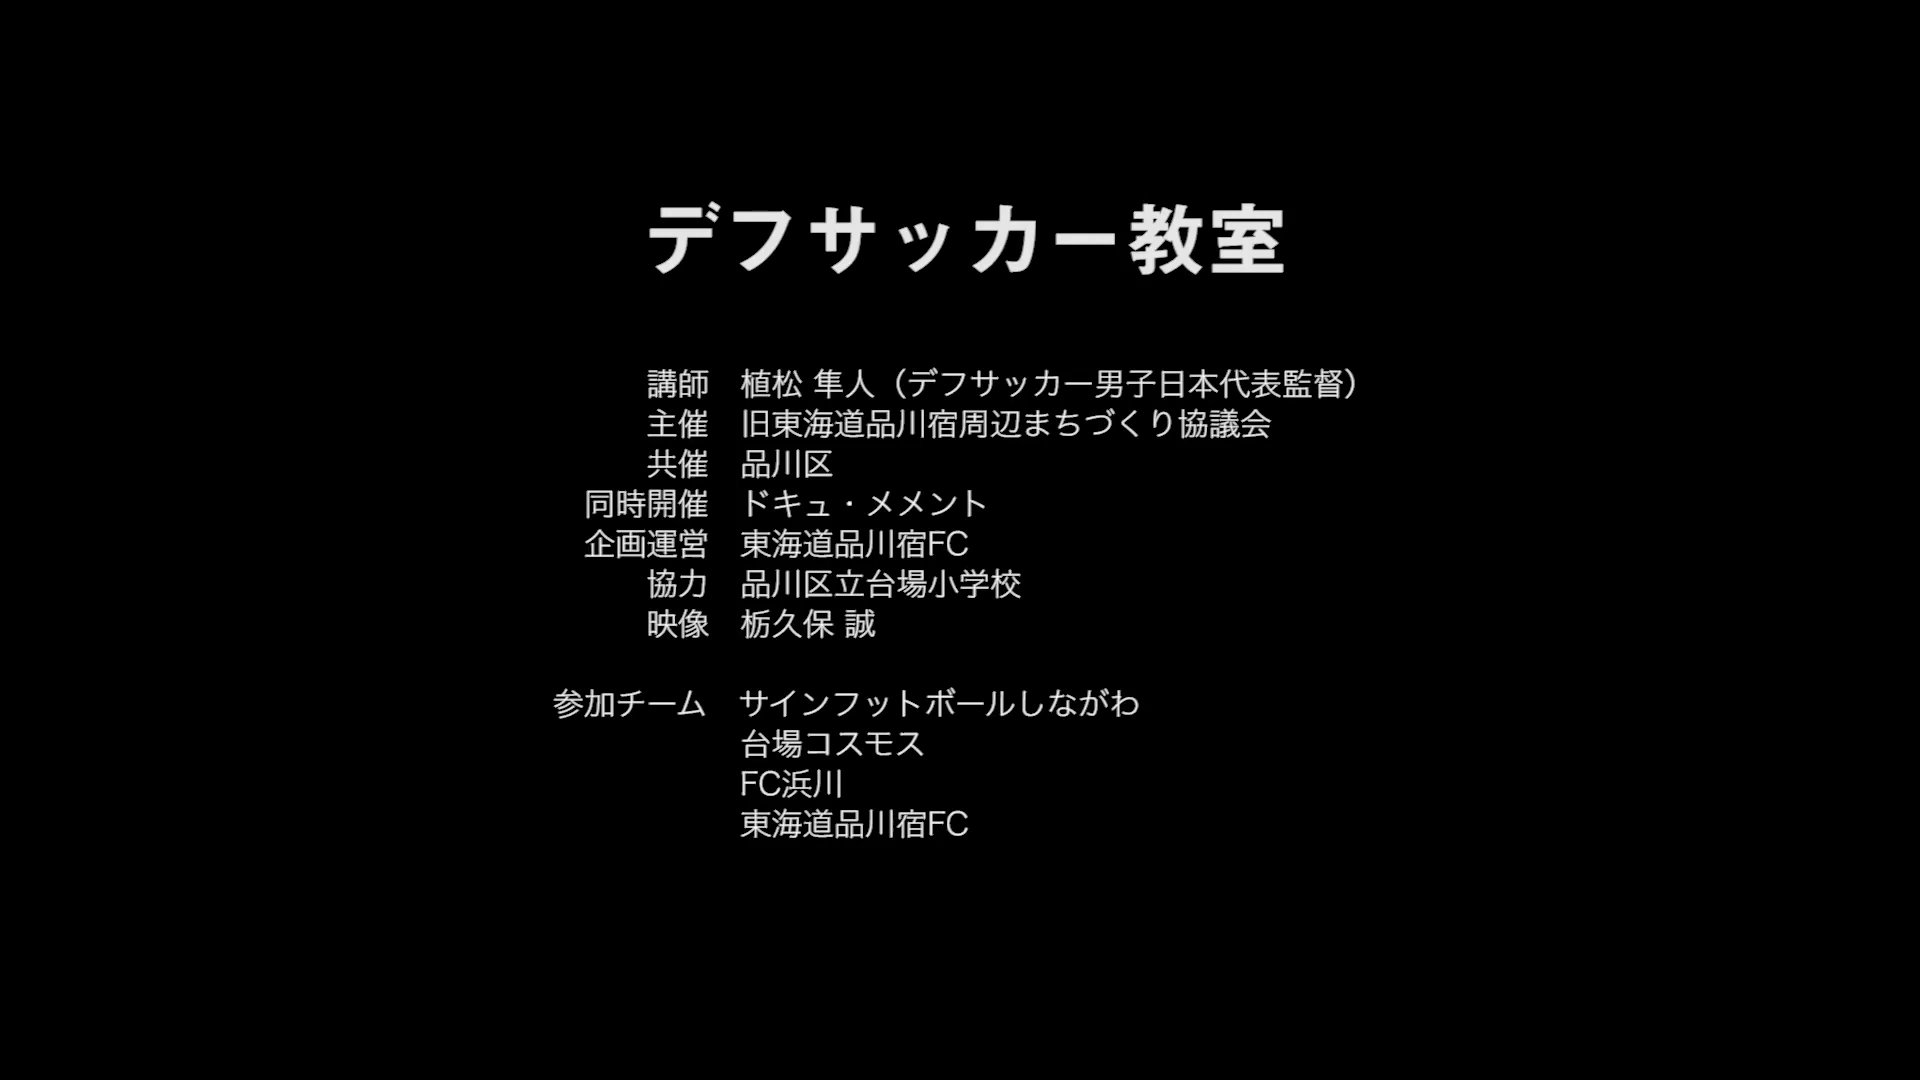 デフサッカー教室
講師 植松 隼人（デフサッカー男子日本代表監督）
主催 旧東海道品川宿周辺まちづくり協議会
共催 品川区
同時開催 ドキュ・メメント
企画運営 東海道品川宿FC
協力 品川区立台場小学校
映像 栃久保 誠
参加チーム サインフットボールしながわ
台場コスモス
FC浜川
東海道品川宿FC